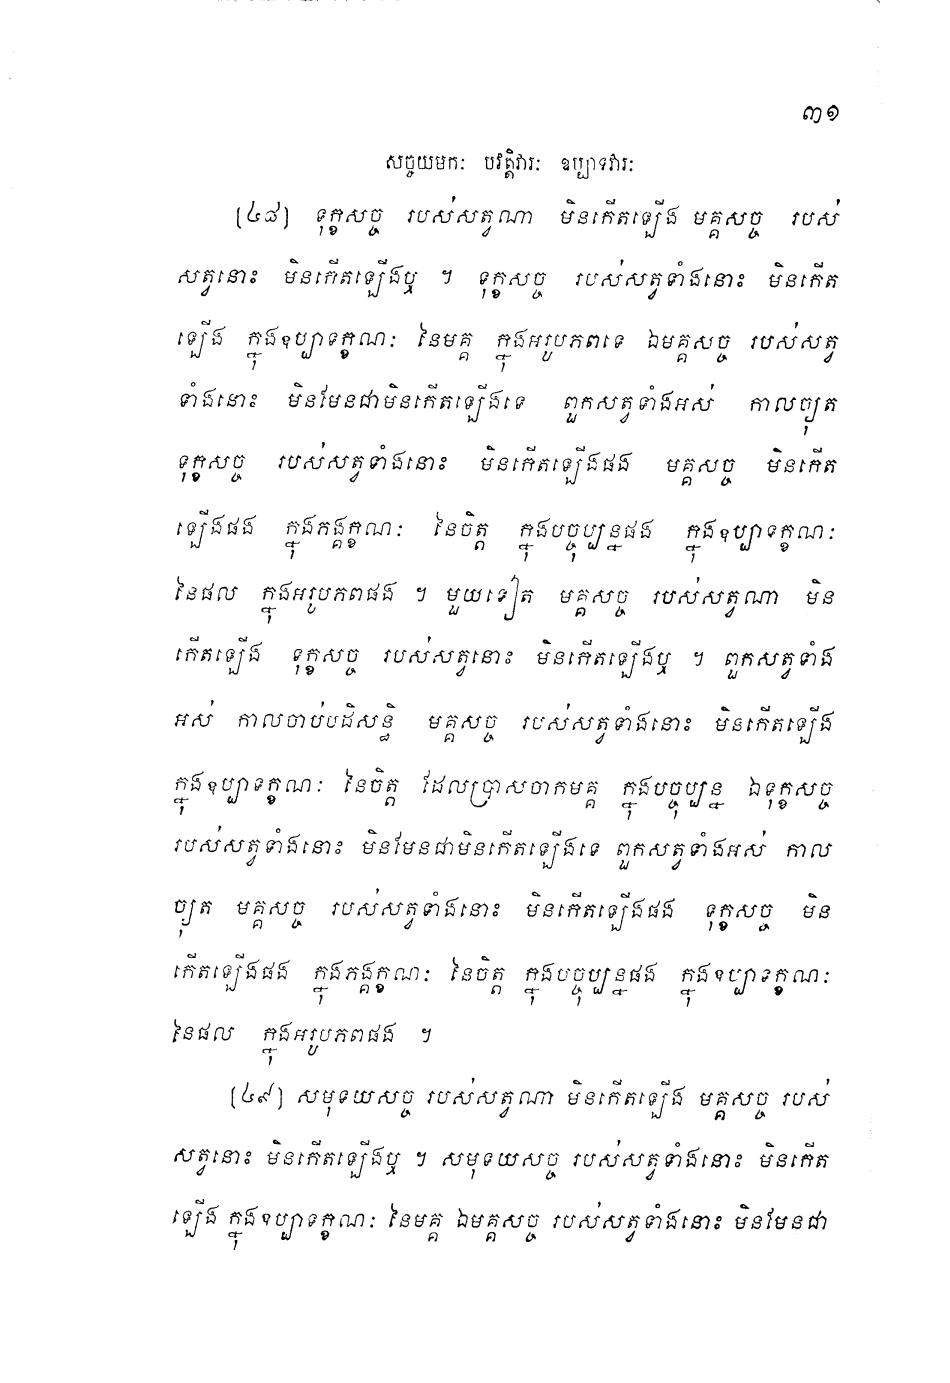 ៣១
សច្ចយមកៈ បវត្តិវារៈ ឧប្បាទវារៈ
(៤៨) ទុក្ខសច្ច របស់សត្វណា មិនកើតឡើង មគ្គសច្ច របស់
សត្វនោះ មិនកើតឡើងឬ ។ ទុក្ខសច្ច របស់សត្វទាំងនោះ មិនកើត
ឡើង ក្នុងឧប្បាទក្ខណៈ នៃមគ្គ ក្នុងអរូបភពទេ ឯមគ្គសច្ច របស់សត្វ
ទាំងនោះ មិនមែនជាមិនកើតឡើងទេ ពួកសត្វទាំងអស់ កាលច្យុត
ទុក្ខសច្ច របស់សត្វទាំងនោះ មិនកើតឡើងផង មគ្គសច្ច មិនកើត
ឡើងផង ក្នុងភង្គក្ខណៈ នៃចិត្ត ក្នុងបច្ចុប្បន្នផង ក្នុងឧប្បាទក្ខណៈ
នៃផល ក្នុងអរូបភពផង ។ មួយទៀត មគ្គសច្ច របស់សត្វណា មិន
កើតឡើង ទុក្ខសច្ច របស់សត្វនោះ មិនកើតឡើងឬ ។ ពួកសត្វទាំង
អស់ កាលចាប់បដិសន្ធិ មគ្គសច្ច របស់សត្វទាំងនោះ មិនកើតឡើង
ក្នុងឧប្បាទក្ខណៈ នៃចិត្ត ដែលប្រាសចាកមគ្គ ក្នុងបច្ចុប្បន្ន ឯទុក្ខសច្ច
របស់សត្វទាំងនោះ មិនមែនជាមិនកើតឡើងទេ ពួកសត្វទាំងអស់ កាល
ច្យុត មគ្គសច្ច របស់សត្វទាំងនោះ មិនកើតឡើងផង ទុក្ខសច្ច មិន
កើតឡើងផង ក្នុងភង្គក្ខណៈ នៃចិត្ត ក្នុងបច្ចុប្បន្នផង ក្នុងឧប្បាទក្ខណៈ
នៃផល ក្នុងអរូបភពផង ។
(៤៩) សមុទយសច្ច របស់សត្វណា មិនកើតឡើង មគ្គសច្ច របស់
សត្វនោះ មិនកើតឡើងឬ ។ សមុទយសច្ច របស់សត្វទាំងនោះ មិនកើត
ឡើង ក្នុងឧប្បាទក្ខណៈ នៃមគ្គ ឯមគ្គសច្ច របស់សត្វទាំងនោះ មិនមែនជា